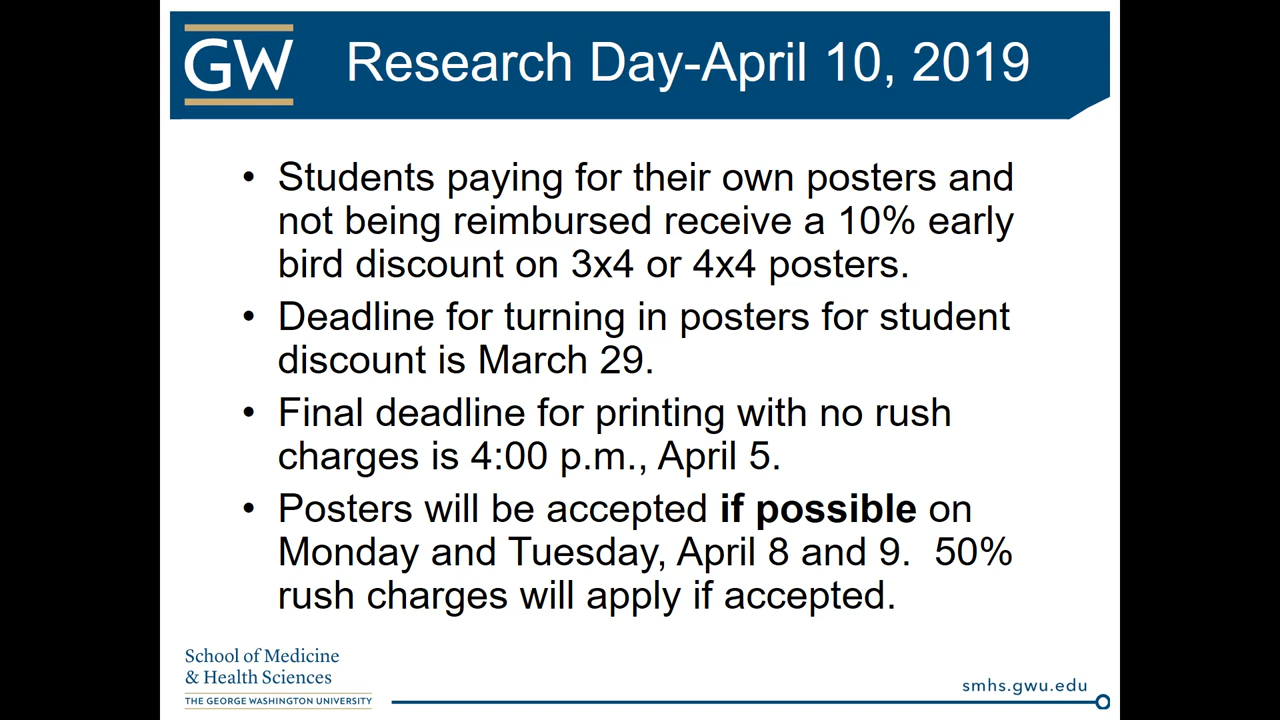 GW
Research Day-April 10, 2019
• Students paying for their own posters and
not being reimbursed receive a 10% early
bird discount on 3x4 or 4x4 posters.
• Deadline for turning in posters for student
discount is March 29.
• Final deadline for printing with no rush
charges is 4:00 p.m., April 5.
• Posters will be accepted if possible on
Monday and Tuesday, April 8 and 9.  50%
rush charges will apply if accepted.
School of Medicine
& Health Sciences
THE GEORGE WASHINGTON UNIVERSITY
smhs.gwu.edu